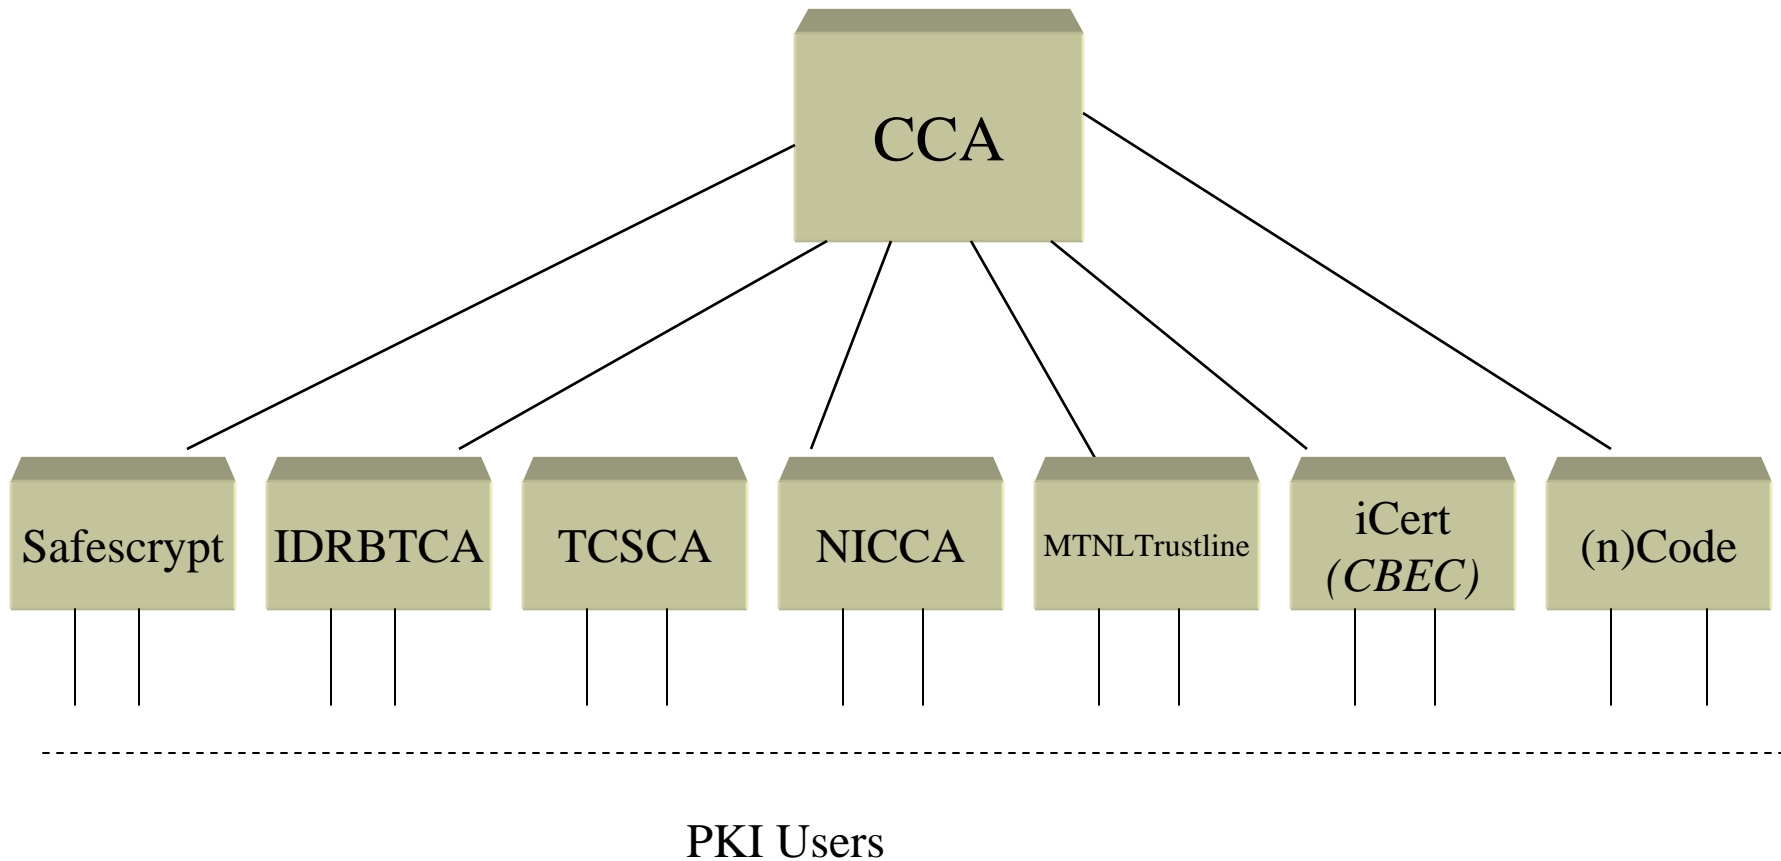 CCA
Safescrypt
IDRBTCA
TCSCA
NICCA
MTNLTrustline
iCert
(CBEC)
(n)Code
PKI Users